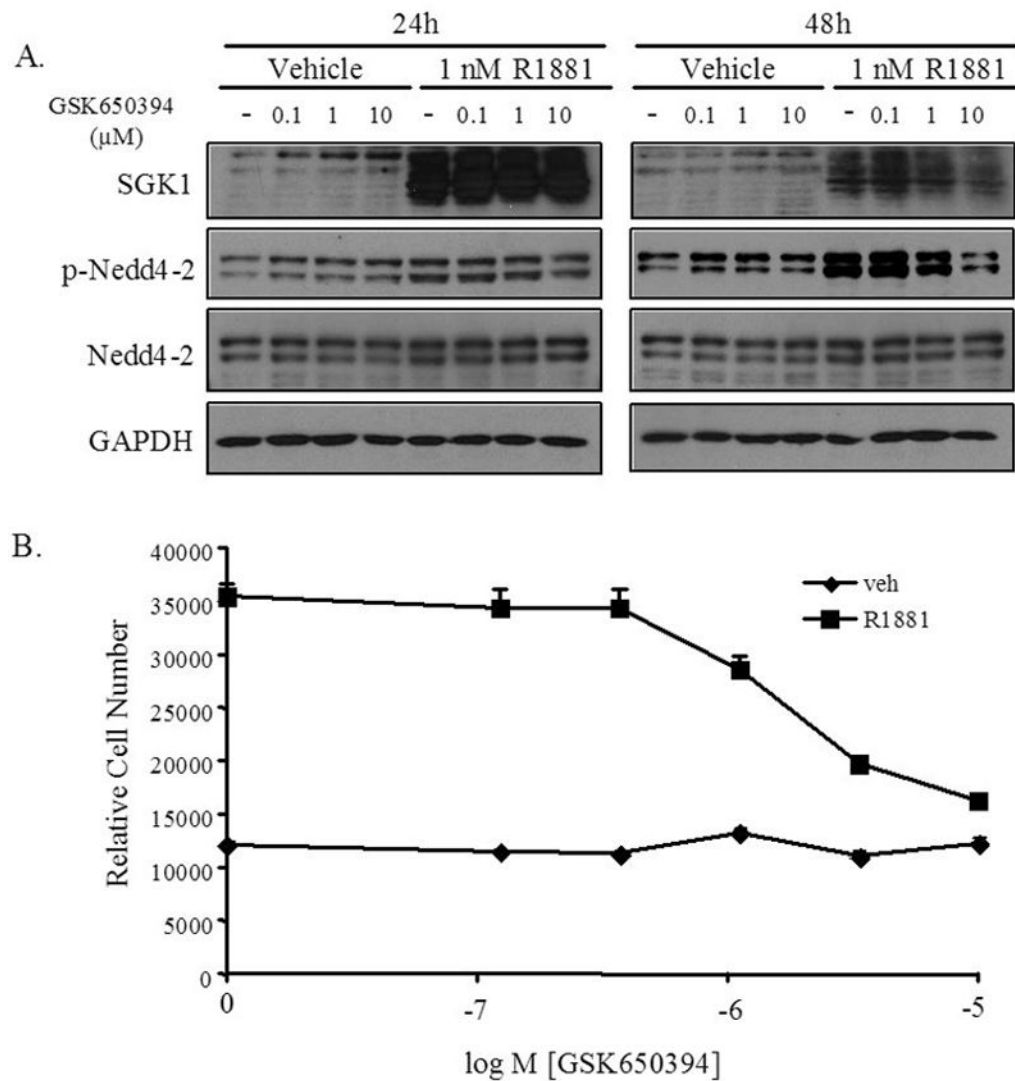 24h 48h
A.
Vehicle 1 nM R1881 Vehicle 1 nM R1881
GSK650394 - 0.1 1 10 - 0.1 1 10 - 0.1 1 10 - 0.1 1 10
(µM)
SGK1
p-Nedd4-2
Nedd4-2
GAPDH
B.
40000
35000
30000
25000
20000
15000
10000
5000
0
Relative Cell Number
veh
R1881
0 -7 -6 -5
log M [GSK650394]